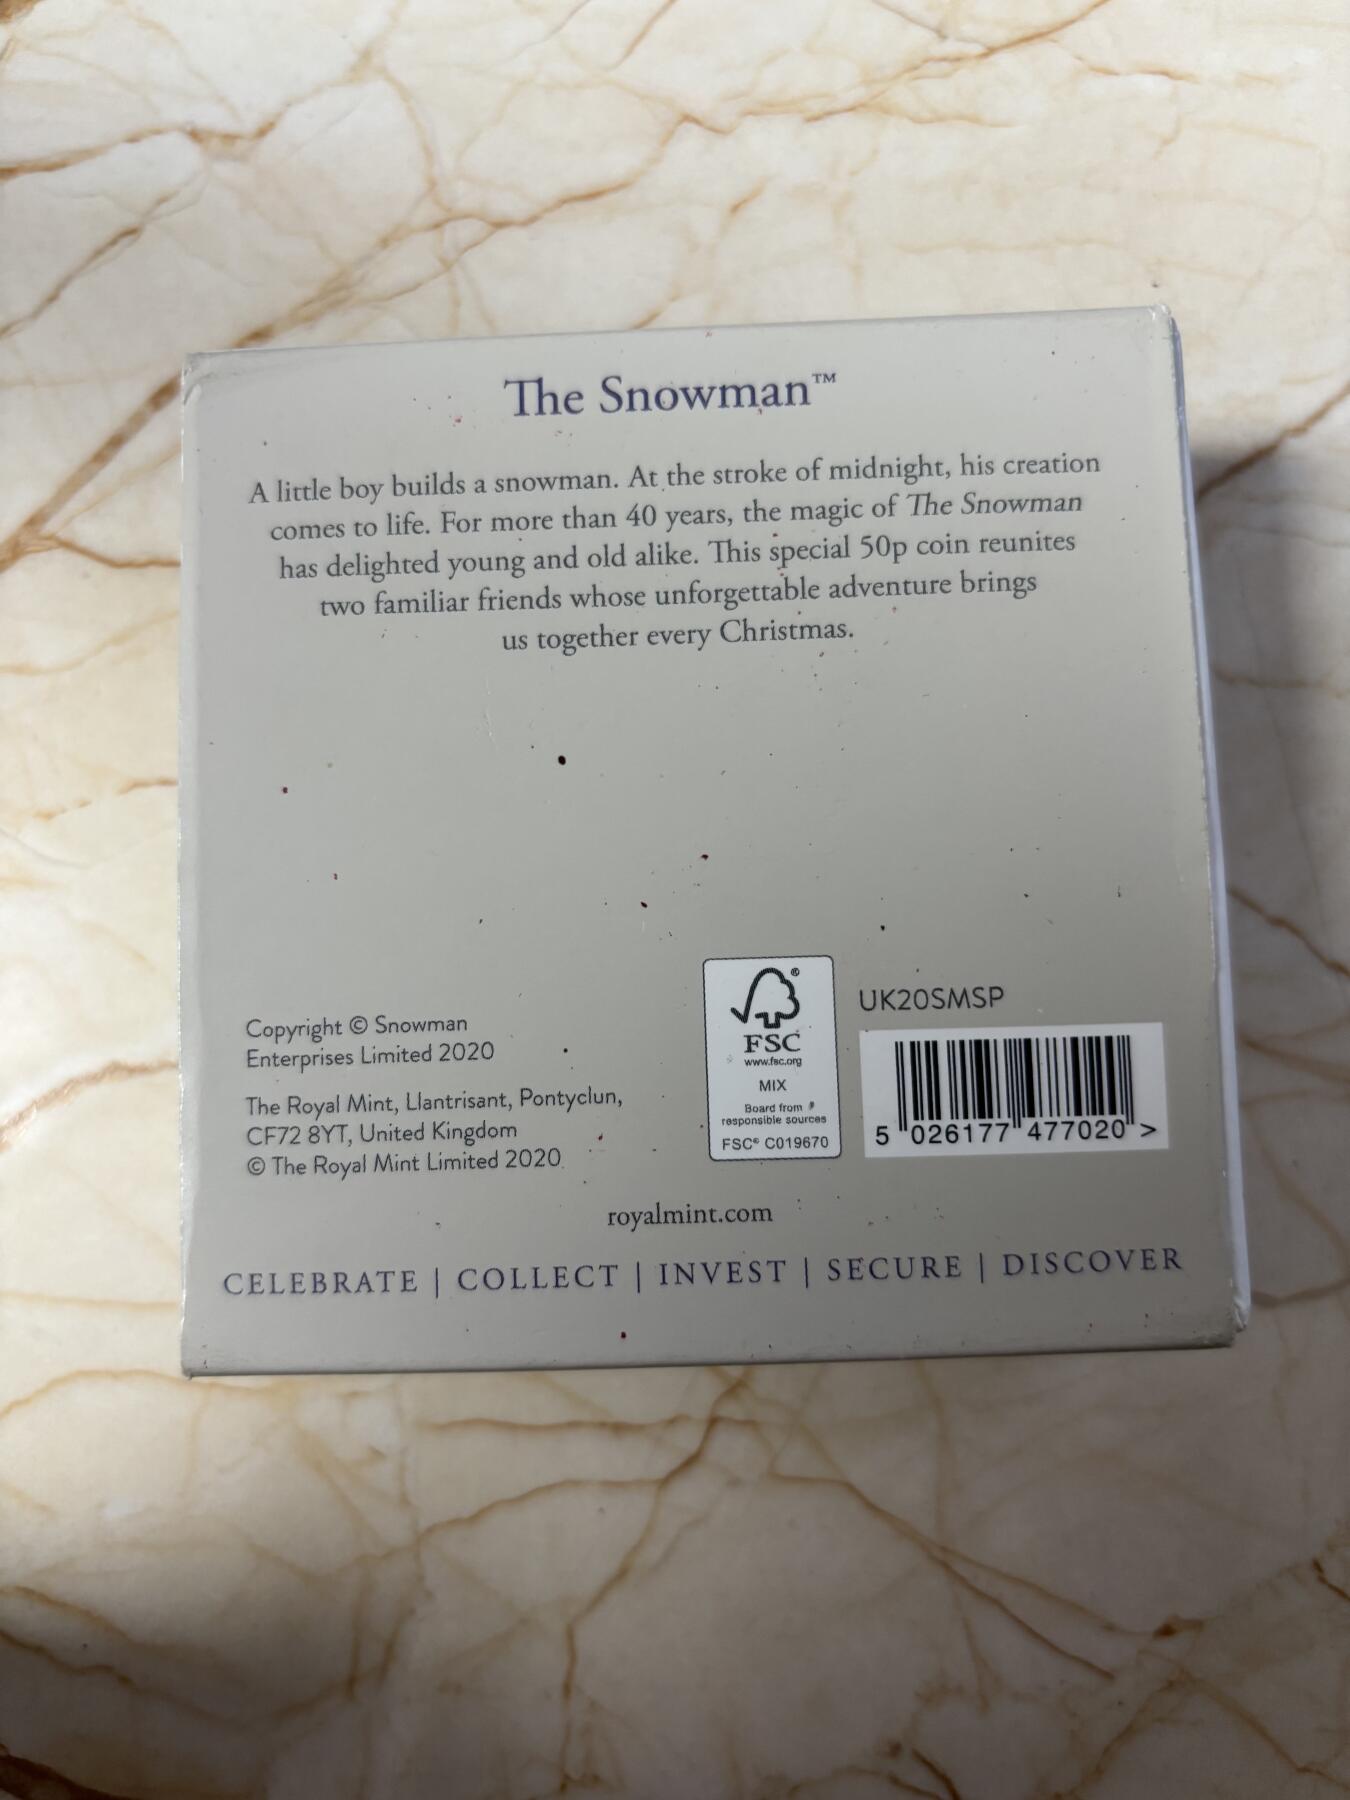 The Snowman™
A little boy builds a snowman. At the stroke of midnight, his creation
comes to life. For more than 40 years, the magic of The Snowman
has delighted young and old alike. This special 50p coin reunites
two familiar friends whose unforgettable adventure brings
us together every Christmas.
Copyright © Snowman
Enterprises Limited 2020
The Royal Mint, Llantrisant, Pontyclun,
CF72 8YT, United Kingdom
© The Royal Mint Limited 2020
®
FSC
www.fsc.org
MIX
Board from
responsible sources
FSC® C019670
UK20SMSP
5 026177 477020 >
royalmint.com
CELEBRATE | COLLECT | INVEST | SECURE | DISCOVER